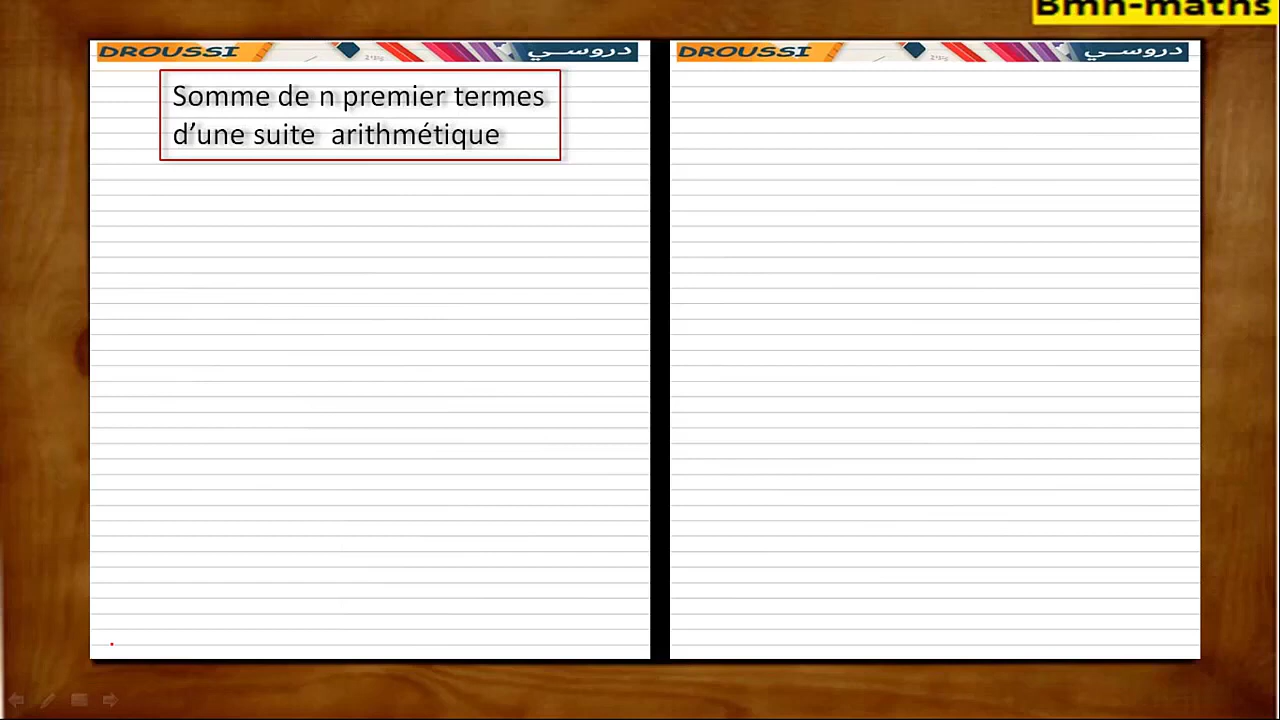 Bmh-maths
DROUSSI دروسي
DROUSSI دروسي
Somme de n premier termes
d’une suite arithmétique